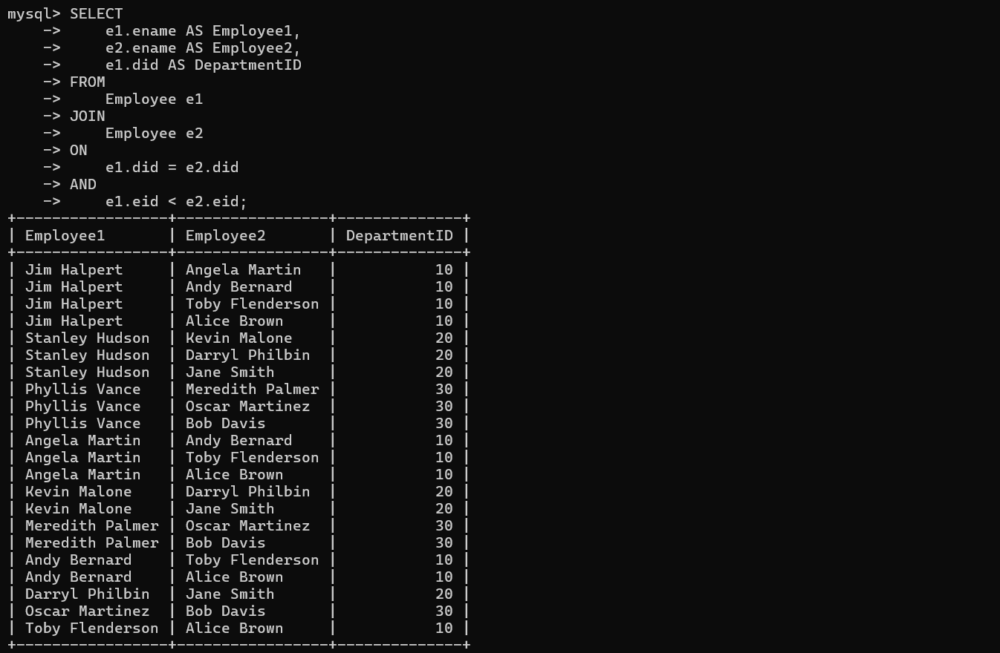 mysql> SELECT
    ->     e1.ename AS Employee1,
    ->     e2.ename AS Employee2,
    ->     e1.did AS DepartmentID
    -> FROM
    ->     Employee e1
    -> JOIN
    ->     Employee e2
    -> ON
    ->     e1.did = e2.did
    -> AND
    ->     e1.eid < e2.eid;
+-----------------+-----------------+--------------+
| Employee1       | Employee2       | DepartmentID |
+-----------------+-----------------+--------------+
| Jim Halpert     | Angela Martin   |           10 |
| Jim Halpert     | Andy Bernard    |           10 |
| Jim Halpert     | Toby Flenderson |           10 |
| Jim Halpert     | Alice Brown     |           10 |
| Stanley Hudson  | Kevin Malone    |           20 |
| Stanley Hudson  | Darryl Philbin  |           20 |
| Stanley Hudson  | Jane Smith      |           20 |
| Phyllis Vance   | Meredith Palmer |           30 |
| Phyllis Vance   | Oscar Martinez  |           30 |
| Phyllis Vance   | Bob Davis       |           30 |
| Angela Martin   | Andy Bernard    |           10 |
| Angela Martin   | Toby Flenderson |           10 |
| Angela Martin   | Alice Brown     |           10 |
| Kevin Malone    | Darryl Philbin  |           20 |
| Kevin Malone    | Jane Smith      |           20 |
| Meredith Palmer | Oscar Martinez  |           30 |
| Meredith Palmer | Bob Davis       |           30 |
| Andy Bernard    | Toby Flenderson |           10 |
| Andy Bernard    | Alice Brown     |           10 |
| Darryl Philbin  | Jane Smith      |           20 |
| Oscar Martinez  | Bob Davis       |           30 |
| Toby Flenderson | Alice Brown     |           10 |
+-----------------+-----------------+--------------+